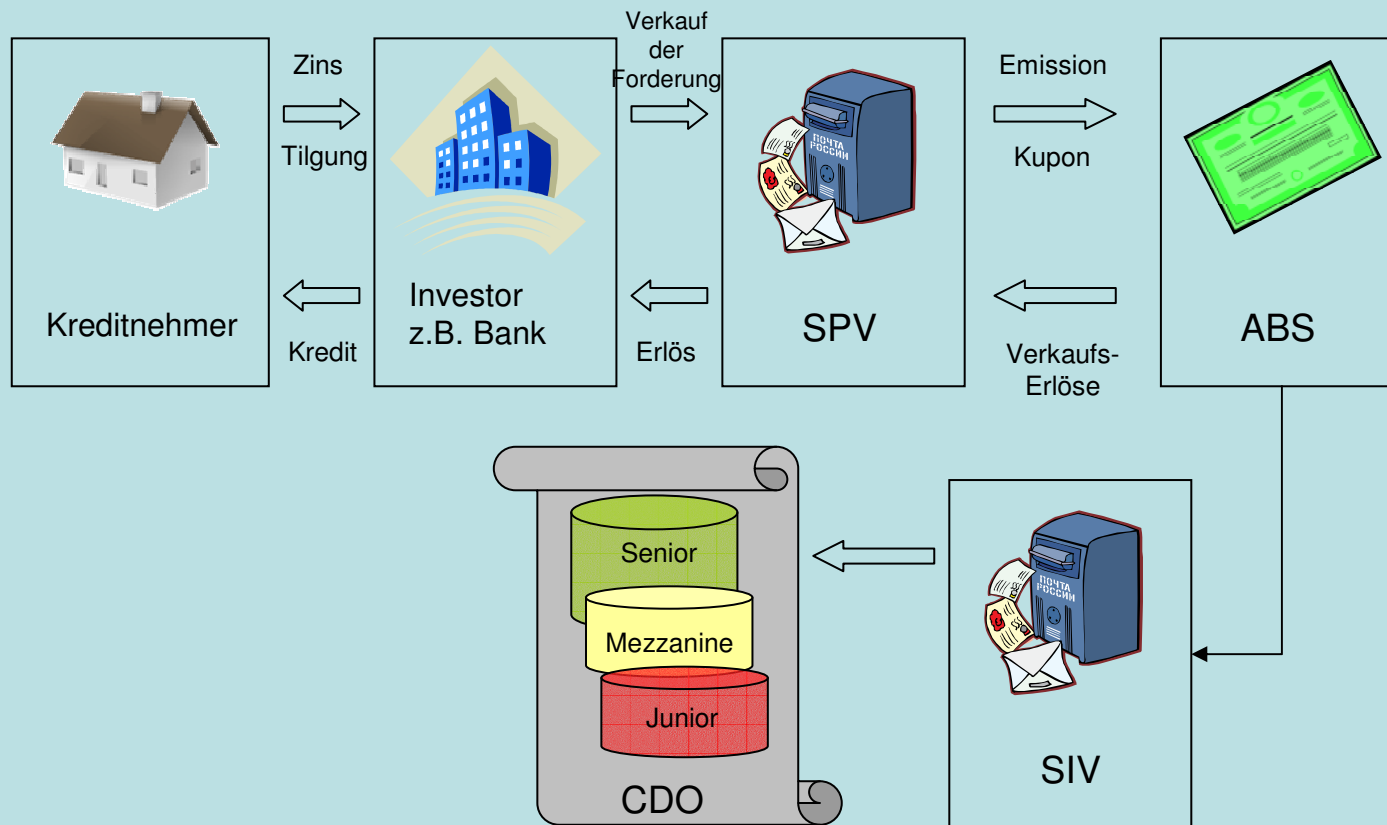 Zins
Tilgung
Kredit
Kreditnehmer
Investor
z.B. Bank
Verkauf
der
Forderung
Erlös
ПОЧТА
РОССИИ
SPV
Emission
Kupon
Verkaufs-
Erlöse
ABS
Senior
Mezzanine
Junior
CDO
ПОЧТА
РОССИИ
SIV